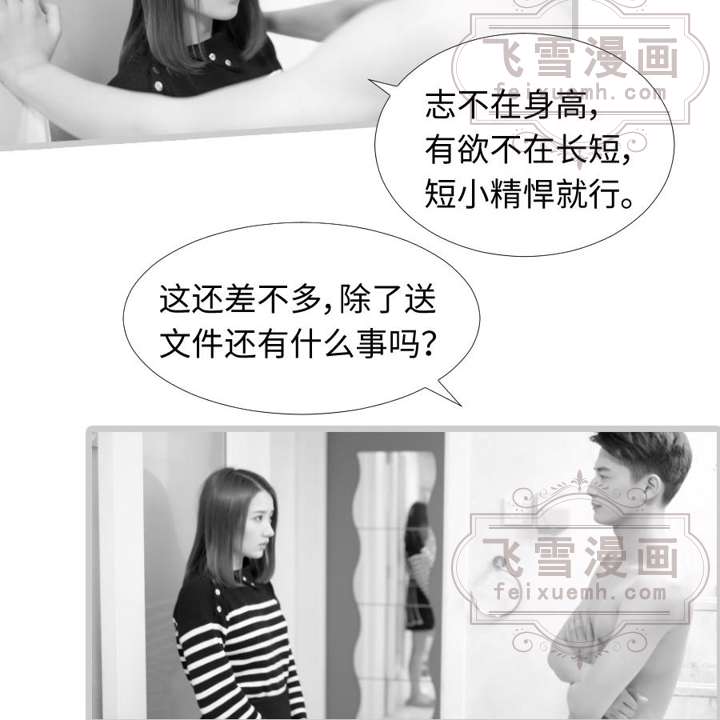 飞雪漫画
feixuemh.com
志不在身高，
有欲不在长短，
短小精悍就行。
这还差不多，除了送
文件还有什么事吗？
飞雪漫画
feixuemh.com